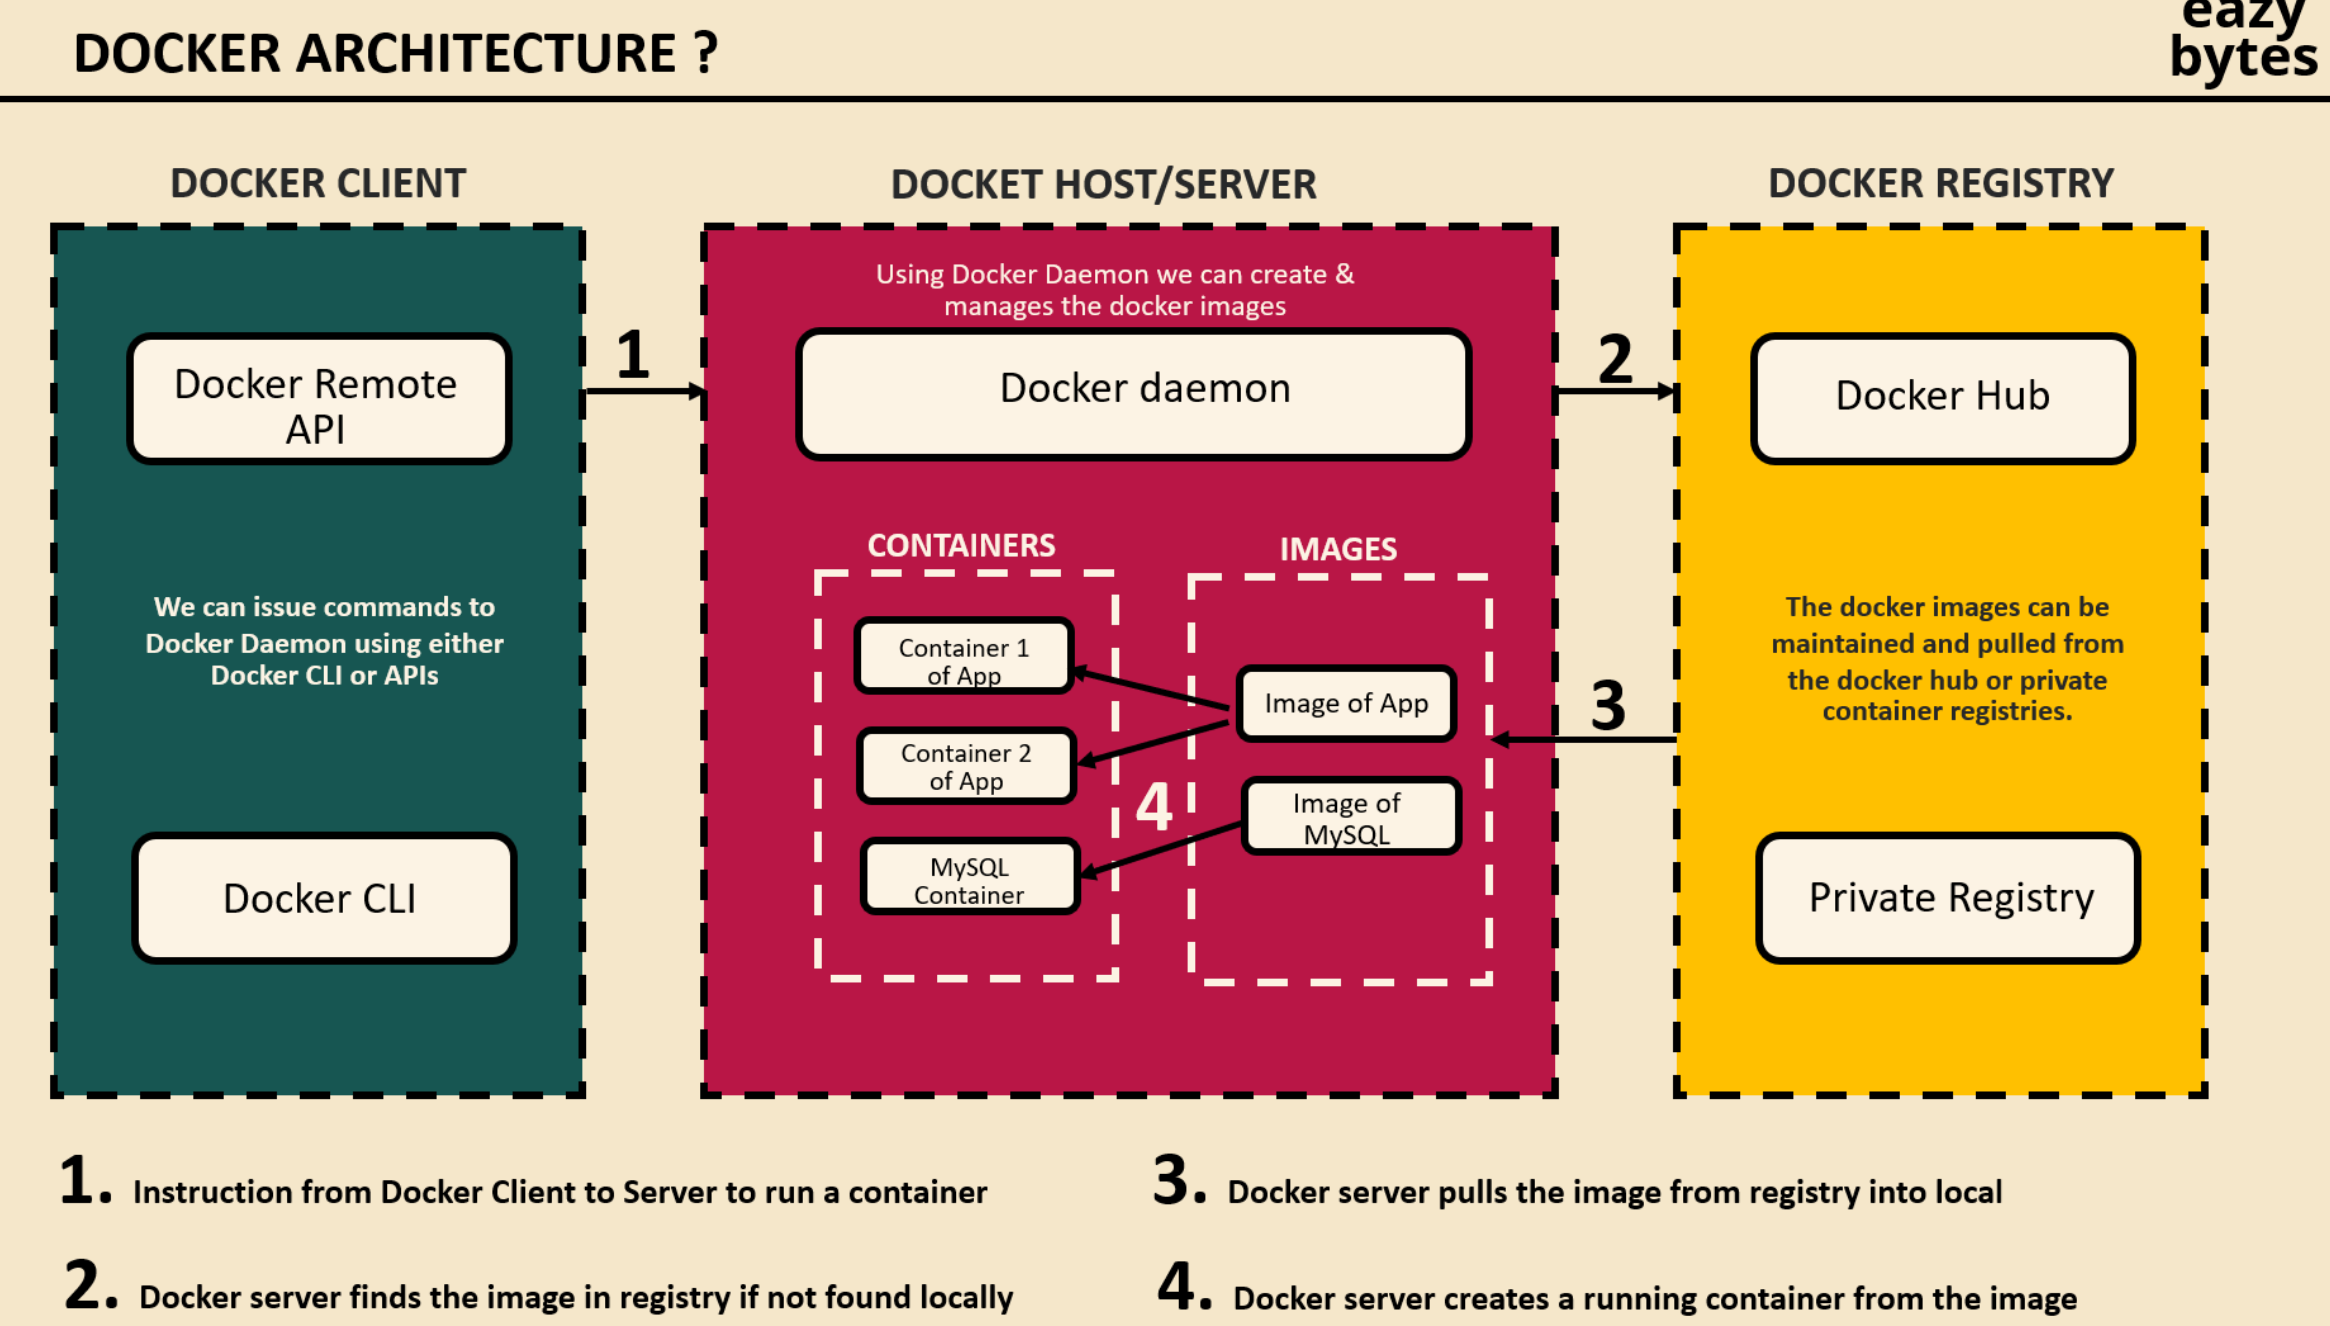 DOCKER ARCHITECTURE ?
eazy
bytes
DOCKER CLIENT
Docker Remote
API
We can issue commands to
Docker Daemon using either
Docker CLI or APIs
Docker CLI
1
DOCKET HOST/SERVER
Using Docker Daemon we can create &
manages the docker images
Docker daemon
CONTAINERS
Container 1
of App
Container 2
of App
MySQL
Container
4
IMAGES
Image of App
Image of
MySQL
2
3
DOCKER REGISTRY
Docker Hub
The docker images can be
maintained and pulled from
the docker hub or private
container registries.
Private Registry
1. Instruction from Docker Client to Server to run a container
2. Docker server finds the image in registry if not found locally
3. Docker server pulls the image from registry into local
4. Docker server creates a running container from the image